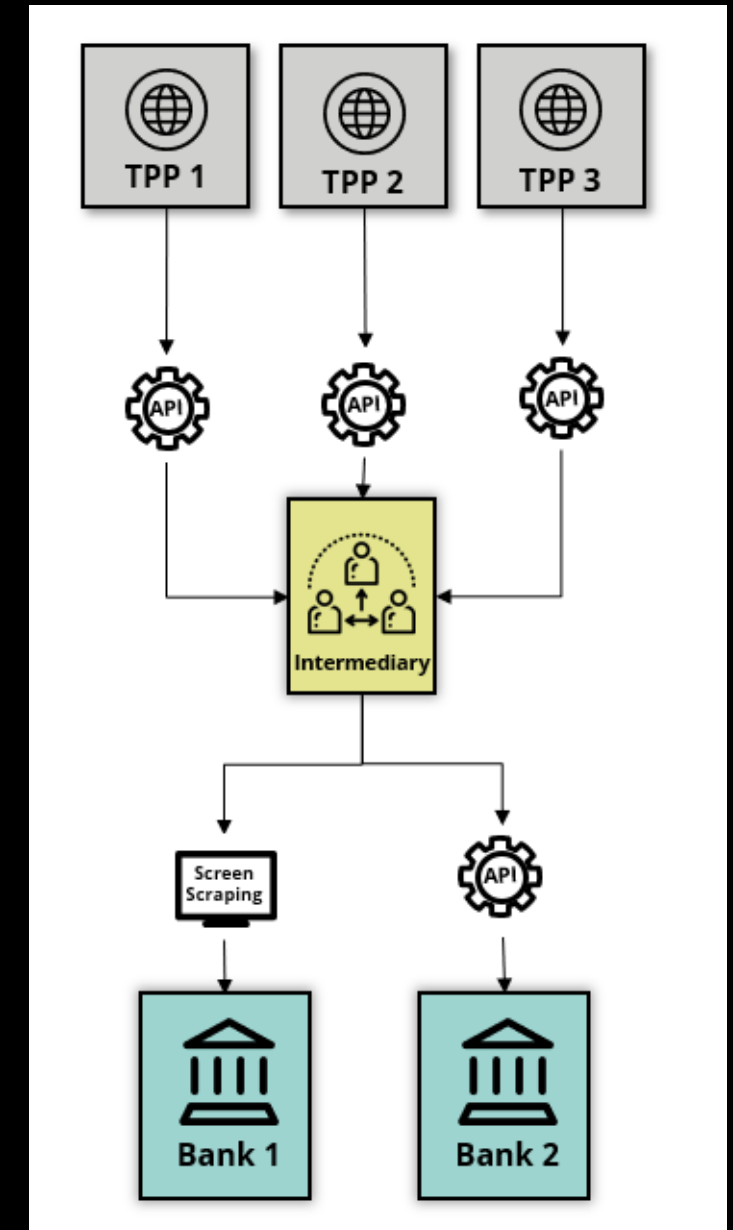 TPP 1
TPP 2
TPP 3
API
API
API
Intermediary
Screen
Scraping
API
Bank 1
Bank 2